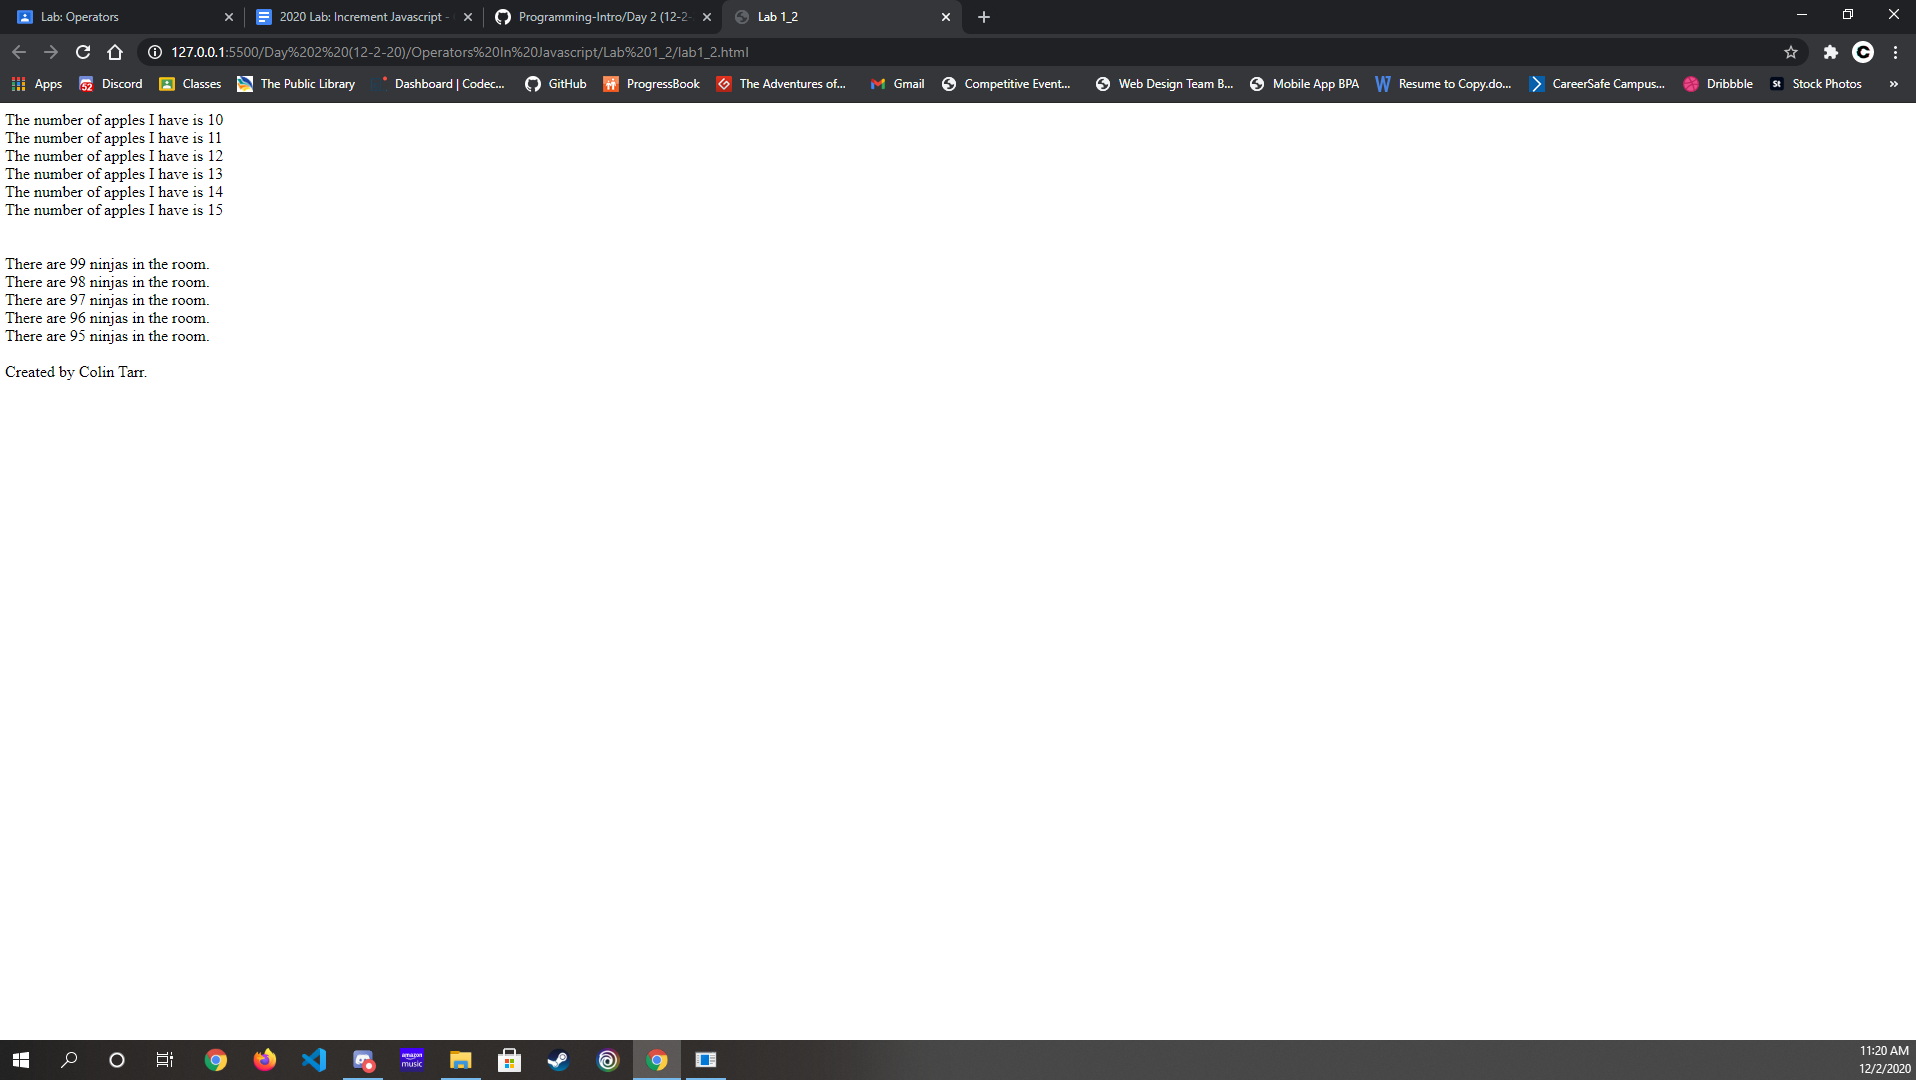 Lab: Operators
2020 Lab: Increment Javascript -
Programming-Intro/Day 2 (12-2-
Lab 1_2
127.0.0.1:5500/Day%202%20(12-2-20)/Operators%20In%20Javascript/Lab%201_2/lab1_2.html
Apps
52
Discord
Classes
The Public Library
Dashboard | Codec...
GitHub
ProgressBook
The Adventures of...
Gmail
Competitive Event...
Web Design Team B...
Mobile App BPA
Resume to Copy.do...
CareerSafe Campus...
Dribbble
St
Stock Photos
»
The number of apples I have is 10
The number of apples I have is 11
The number of apples I have is 12
The number of apples I have is 13
The number of apples I have is 14
The number of apples I have is 15
There are 99 ninjas in the room.
There are 98 ninjas in the room.
There are 97 ninjas in the room.
There are 96 ninjas in the room.
There are 95 ninjas in the room.
Created by Colin Tarr.
amazon
music
11:20 AM
12/2/2020